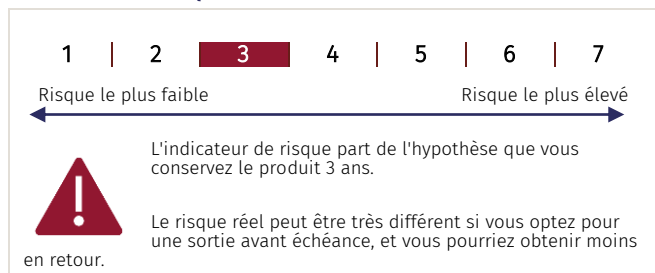 1 2 3 4 5 6 7
Risque le plus faible Risque le plus élevé
L'indicateur de risque part de l'hypothèse que vous
conservez le produit 3 ans.
Le risque réel peut être très différent si vous optez pour
une sortie avant échéance, et vous pourriez obtenir moins
en retour.